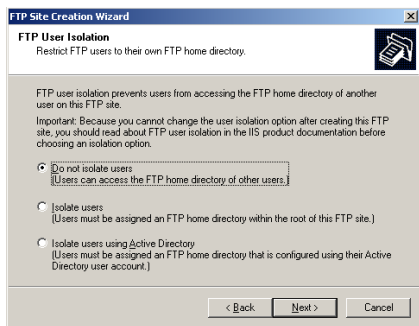 FTP Site Creation Wizard
FTP User Isolation
Restrict FTP users to their own FTP home directory.
FTP user isolation prevents users from accessing the FTP home directory of another
user on this FTP site.
Important: Because you cannot change the user isolation option after creating this FTP
site, you should read about FTP user isolation in the IIS product documentation before
choosing an isolation option.
Do not isolate users
(Users can access the FTP home directory of other users.)
Isolate users
(Users must be assigned an FTP home directory within the root of this FTP site.)
Isolate users using Active Directory
(Users must be assigned an FTP home directory that is configured using their Active
Directory user account.)
< Back
Next >
Cancel